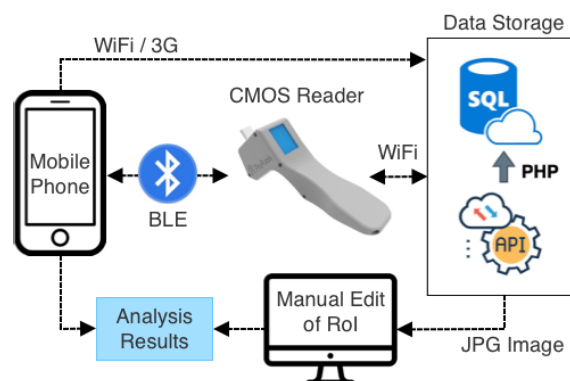 Data Storage
WiFi / 3G
CMOS Reader
SQL
Mobile
Phone
WiFi
PHP
BLE
API
Manual Edit
of RoI
Analysis
Results
JPG Image